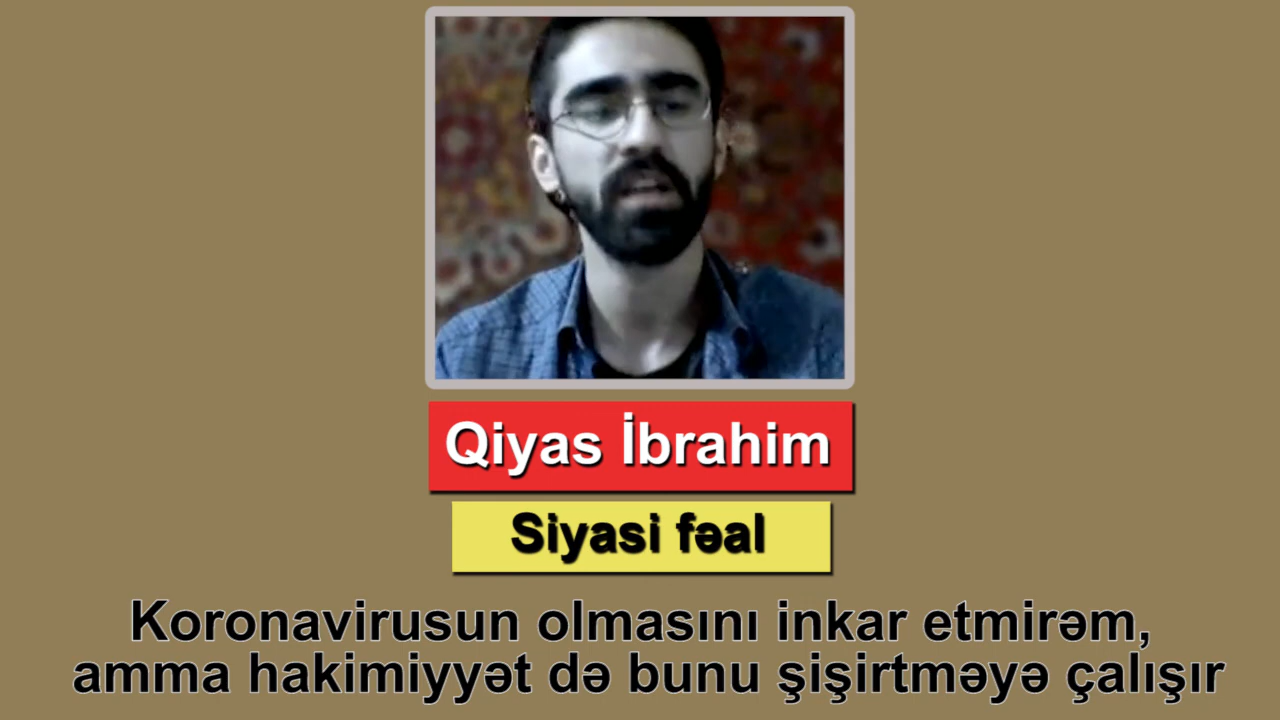 Qiyas İbrahim
Siyasi fəal
Koronavirusun olmasını inkar etmirəm,
amma hakimiyyət də bunu şişirtməyə çalışır